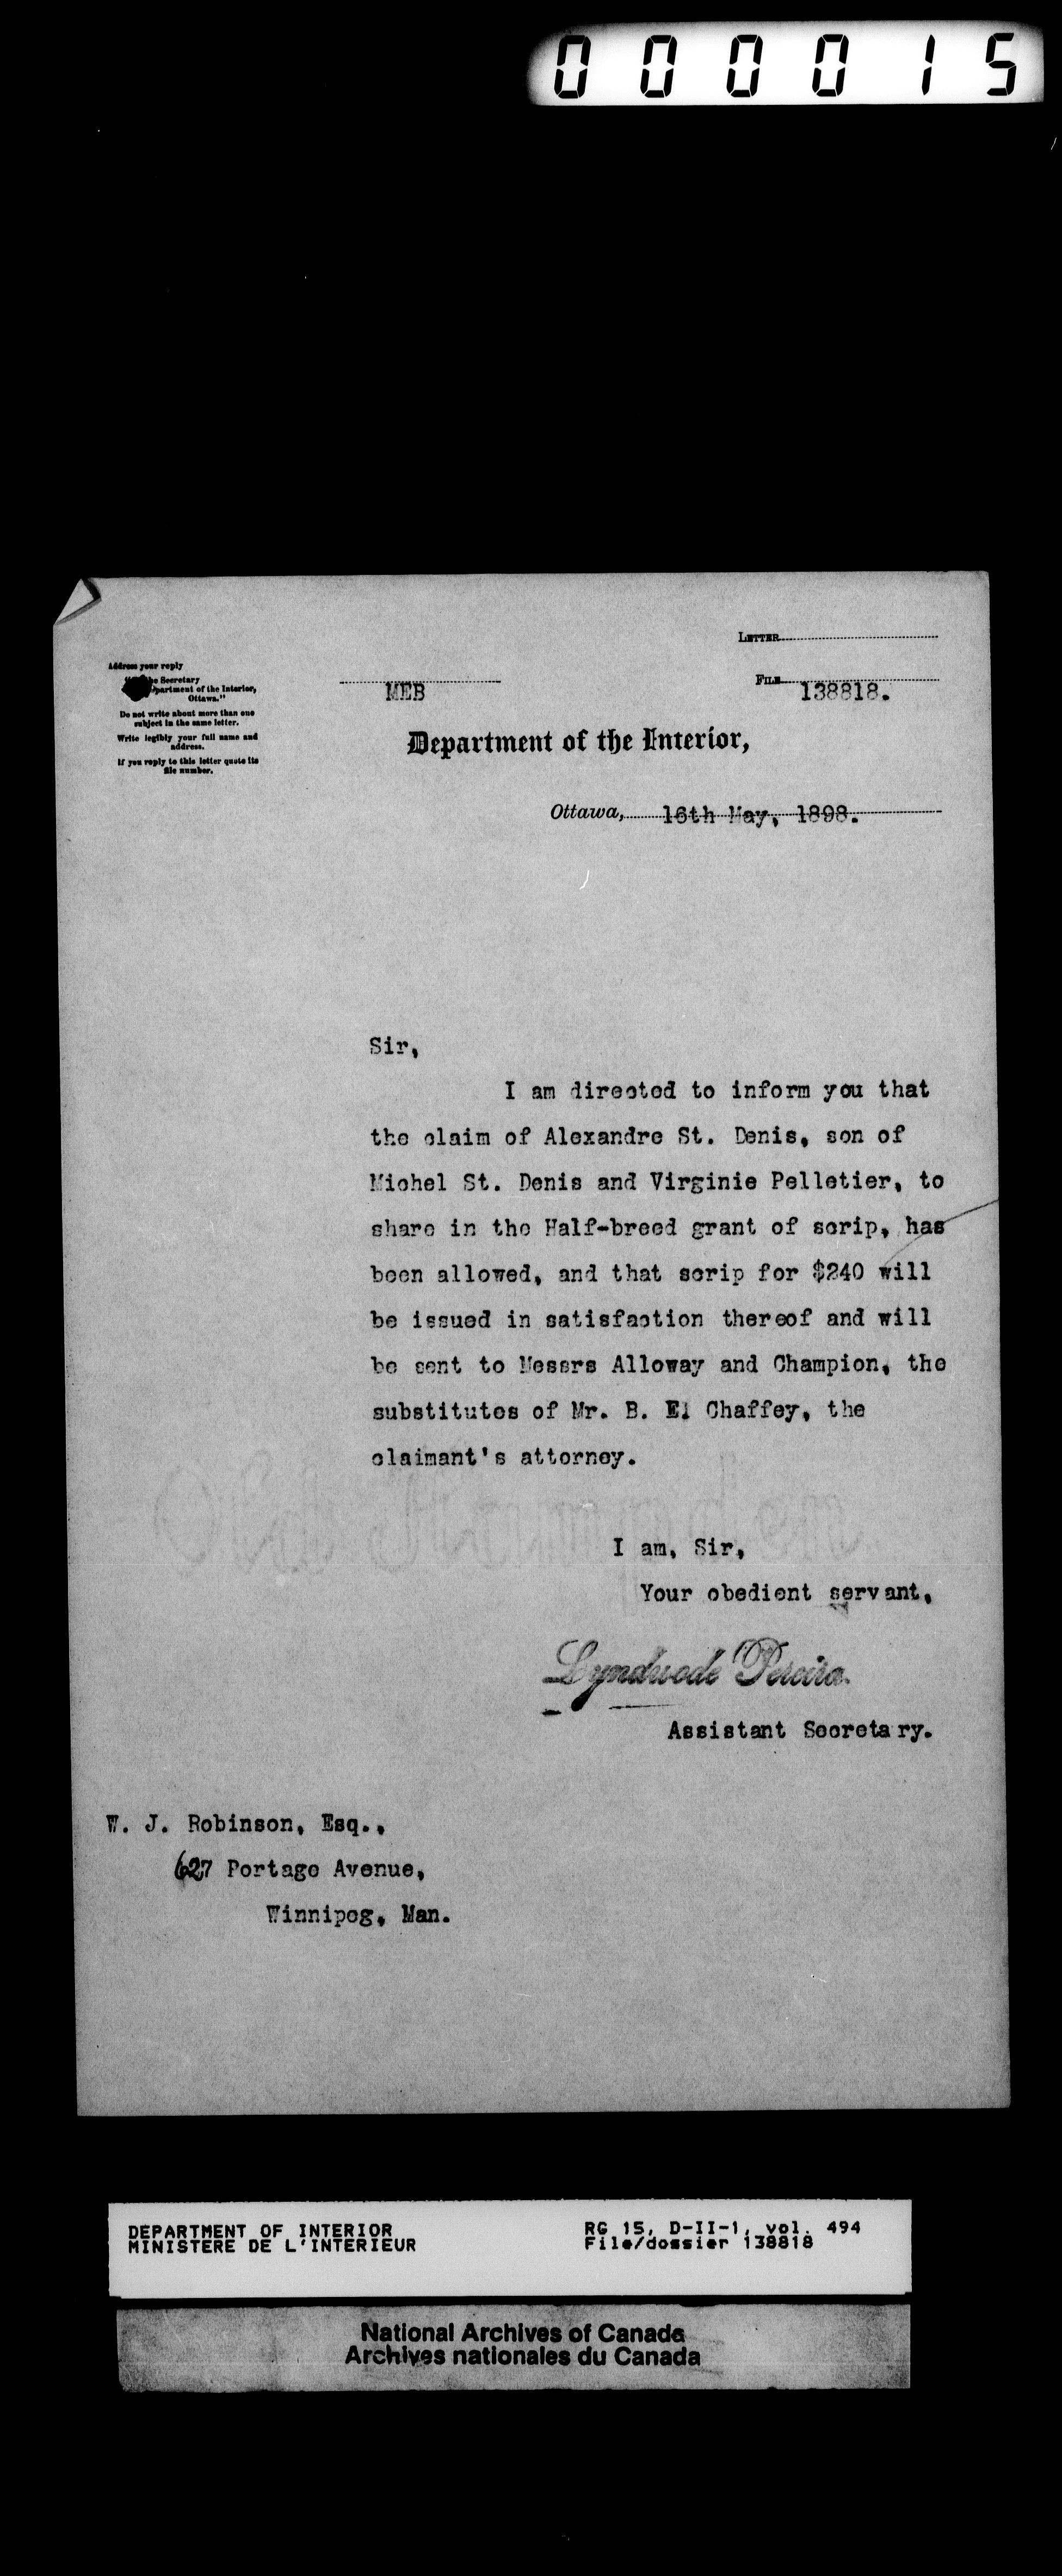 000015
LETTER
Address your reply
Secretary
partment of the Interior,
Ottawa."
Do not write about more than one
subject in the same letter.
Write legibly your full name and
address.
If you reply to this letter quote its
file number.
MEB
FILE 138818.
Department of the Interior,
Ottawa, 16th May, 1898.
Sir,
I am directed to inform you that
the claim of Alexandre St. Denis, son of
Michel St. Denis and Virginie Pelletier, to
share in the Half-breed grant of scrip, has
been allowed, and that scrip for $240 will
be issued in satisfaction thereof and will
be sent to Messrs Alloway and Champion, the
substitutes of Mr. B. E. Chaffey, the
claimant's attorney.
I am, Sir,
Your obedient servant,
Lyndwode Pereira.
Assistant Secretary.
W. J. Robinson, Esq.,
627 Portage Avenue,
Winnipeg, Man.
DEPARTMENT OF INTERIOR RG 15, D-II-1, vol. 494
MINISTERE DE L'INTERIEUR File/dossier 138818
National Archives of Canada
Archives nationales du Canada